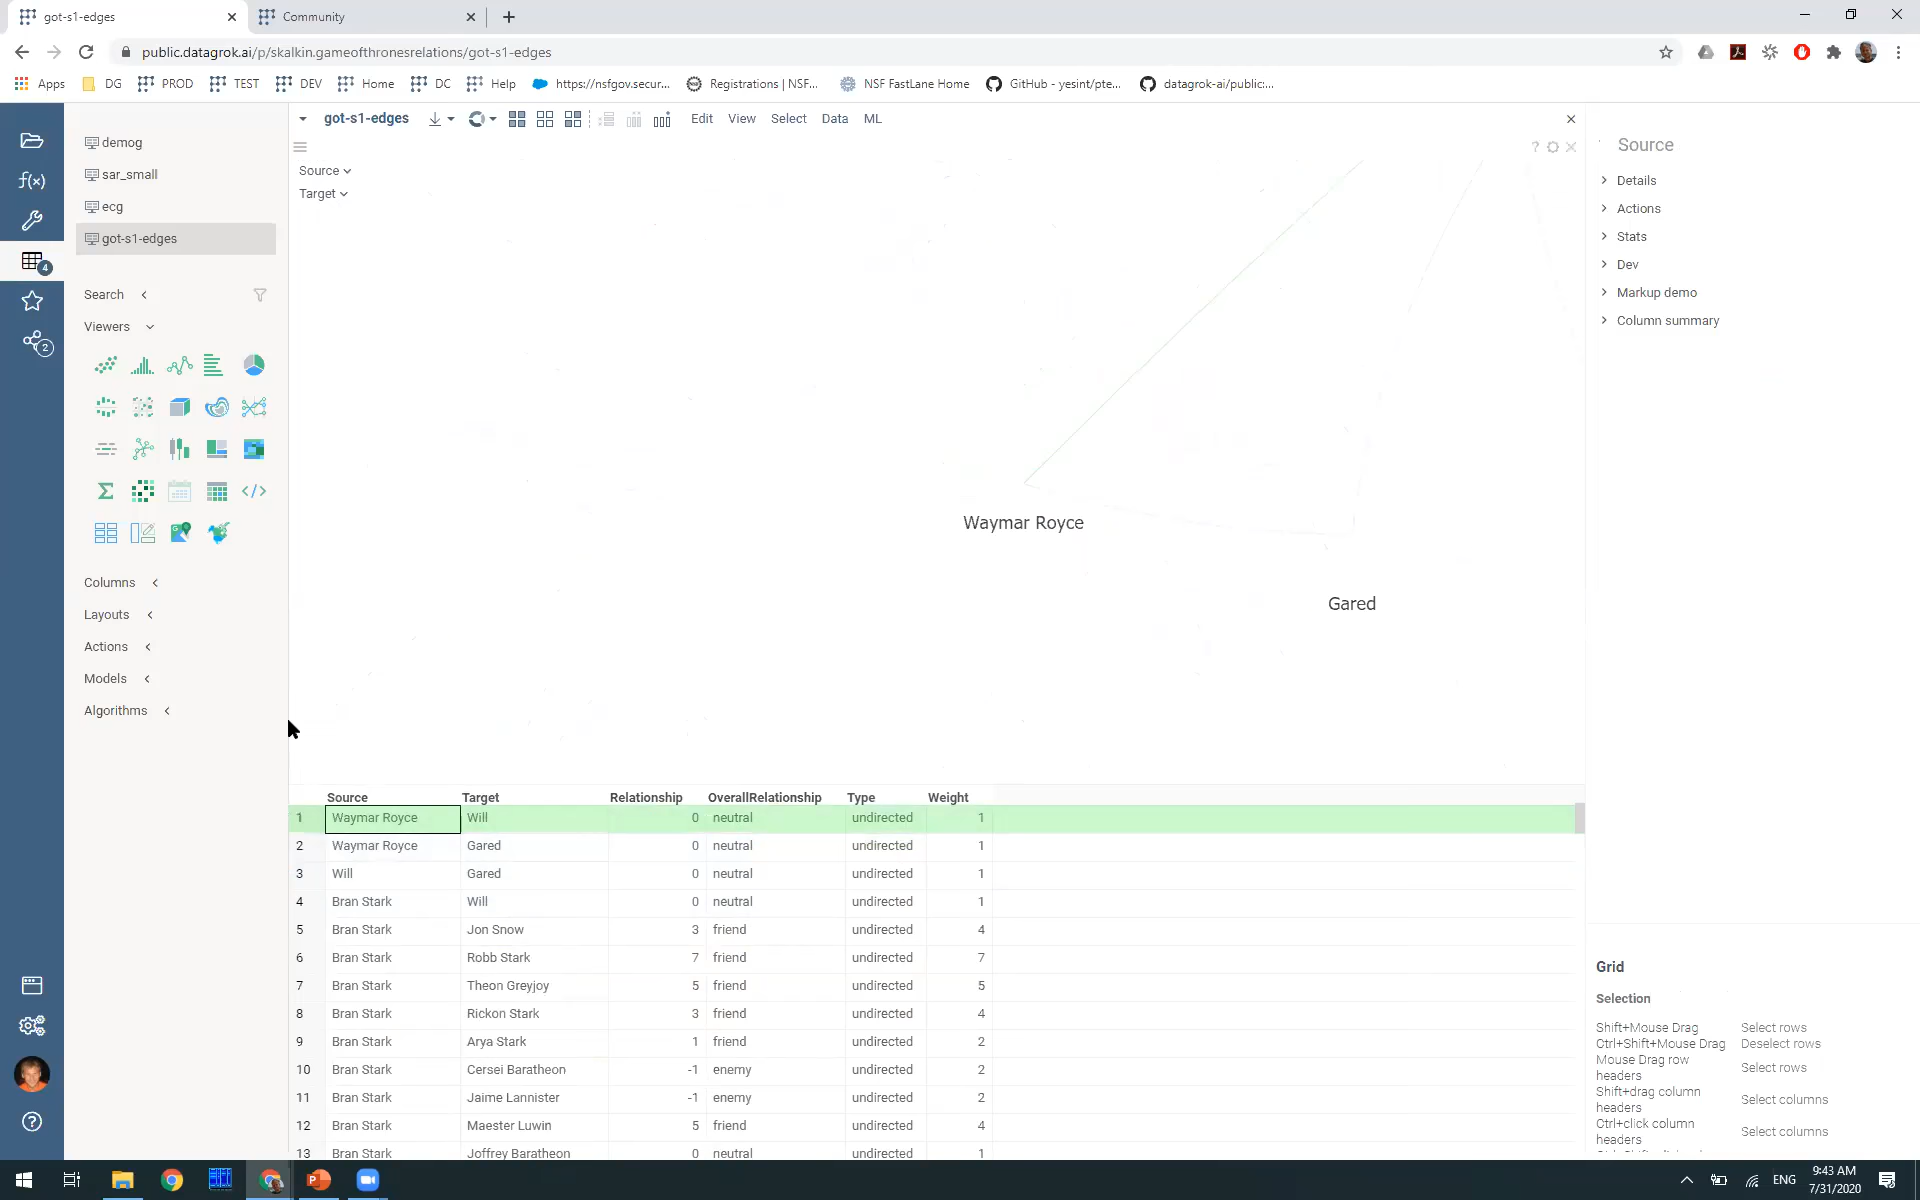 got-s1-edges
Community
public.datagrok.ai/p/skalkin.gameofthronesrelations/got-s1-edges
Apps DG PROD TEST DEV Home DC Help https://nsfgov.secur... Registrations | NSF... NSF FastLane Home GitHub - yesint/pte... datagrok-ai/public:...
demog
sar_small
ecg
got-s1-edges
4
2
Search
Viewers
Columns
Layouts
Actions
Models
Algorithms
got-s1-edges Edit View Select Data ML
Source
Target
Waymar Royce
Gared
Source Target Relationship OverallRelationship Type Weight
1 Waymar Royce Will 0 neutral undirected 1
2 Waymar Royce Gared 0 neutral undirected 1
3 Will Gared 0 neutral undirected 1
4 Bran Stark Will 0 neutral undirected 1
5 Bran Stark Jon Snow 3 friend undirected 4
6 Bran Stark Robb Stark 7 friend undirected 7
7 Bran Stark Theon Greyjoy 5 friend undirected 5
8 Bran Stark Rickon Stark 3 friend undirected 4
9 Bran Stark Arya Stark 1 friend undirected 2
10 Bran Stark Cersei Baratheon -1 enemy undirected 2
11 Bran Stark Jaime Lannister -1 enemy undirected 2
12 Bran Stark Maester Luwin 5 friend undirected 4
13 Bran Stark Joffrey Baratheon 0 neutral undirected 1
Source
Details
Actions
Stats
Dev
Markup demo
Column summary
Grid
Selection
Shift+Mouse Drag Select rows
Ctrl+Shift+Mouse Drag Deselect rows
Mouse Drag row
headers Select rows
Shift+drag column
headers Select columns
Ctrl+click column
headers Select columns
ENG
9:43 AM
7/31/2020